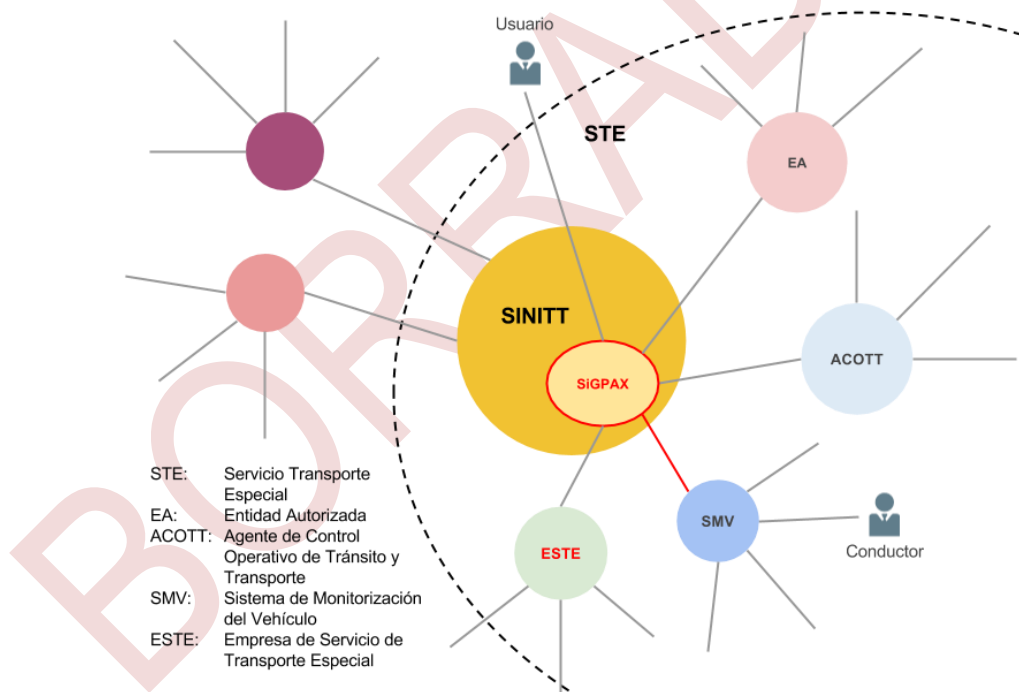 Usuario
STE
EA
SINITT
ACOTT
SiGPAX
STE: Servicio Transporte
Especial
EA: Entidad Autorizada
ACOTT: Agente de Control
Operativo de Tránsito y
Transporte
SMV: Sistema de Monitorización
del Vehículo
ESTE: Empresa de Servicio de
Transporte Especial
SMV
Conductor
ESTE
BORRAD